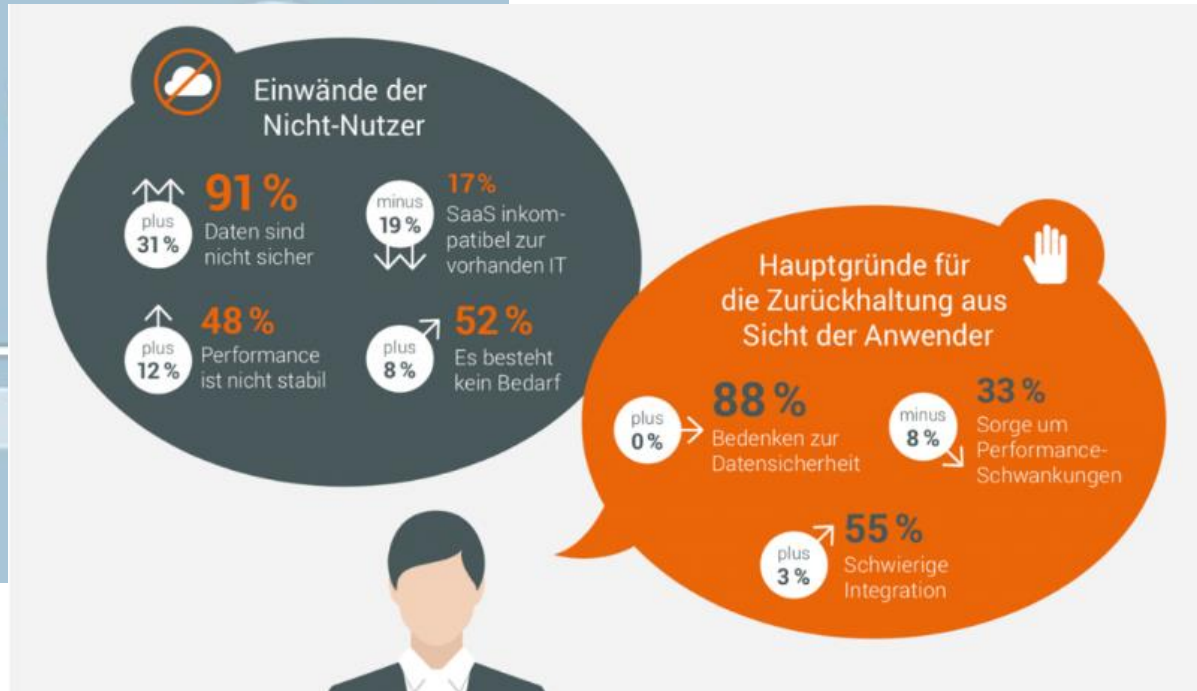 Einwände der
Nicht-Nutzer
plus
31 %
91 %
Daten sind
nicht sicher
minus
19 %
17%
SaaS inkom-
patibel zur
vorhanden IT
plus
12 %
48 %
Performance
ist nicht stabil
plus
8 %
52 %
Es besteht
kein Bedarf
Hauptgründe für
die Zurückhaltung aus
Sicht der Anwender
plus
0 %
88 %
Bedenken zur
Datensicherheit
minus
8 %
33 %
Sorge um
Performance-
Schwankungen
plus
3 %
55 %
Schwierige
Integration